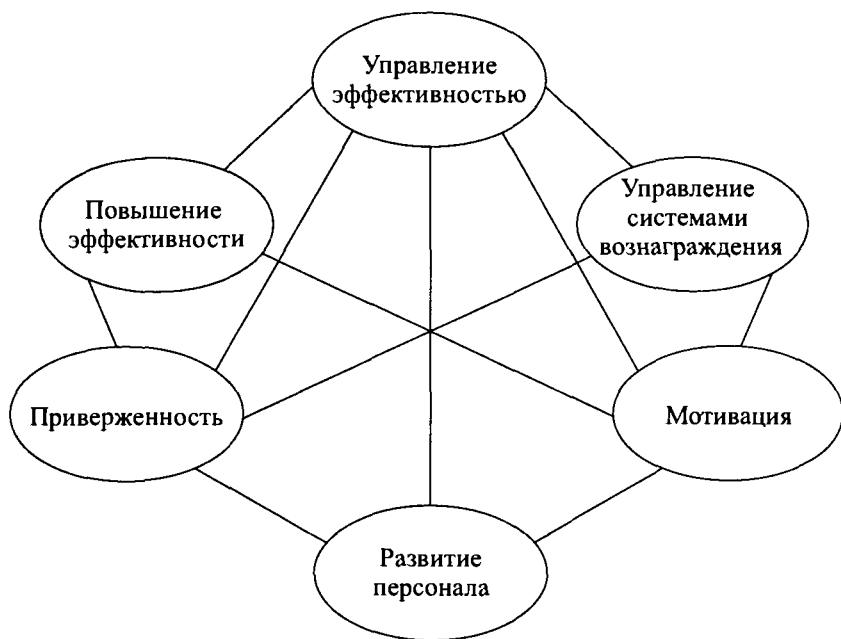 Управление
эффективностью
Повышение
эффективности
Управление
системами
вознаграждения
Приверженность
Мотивация
Развитие
персонала